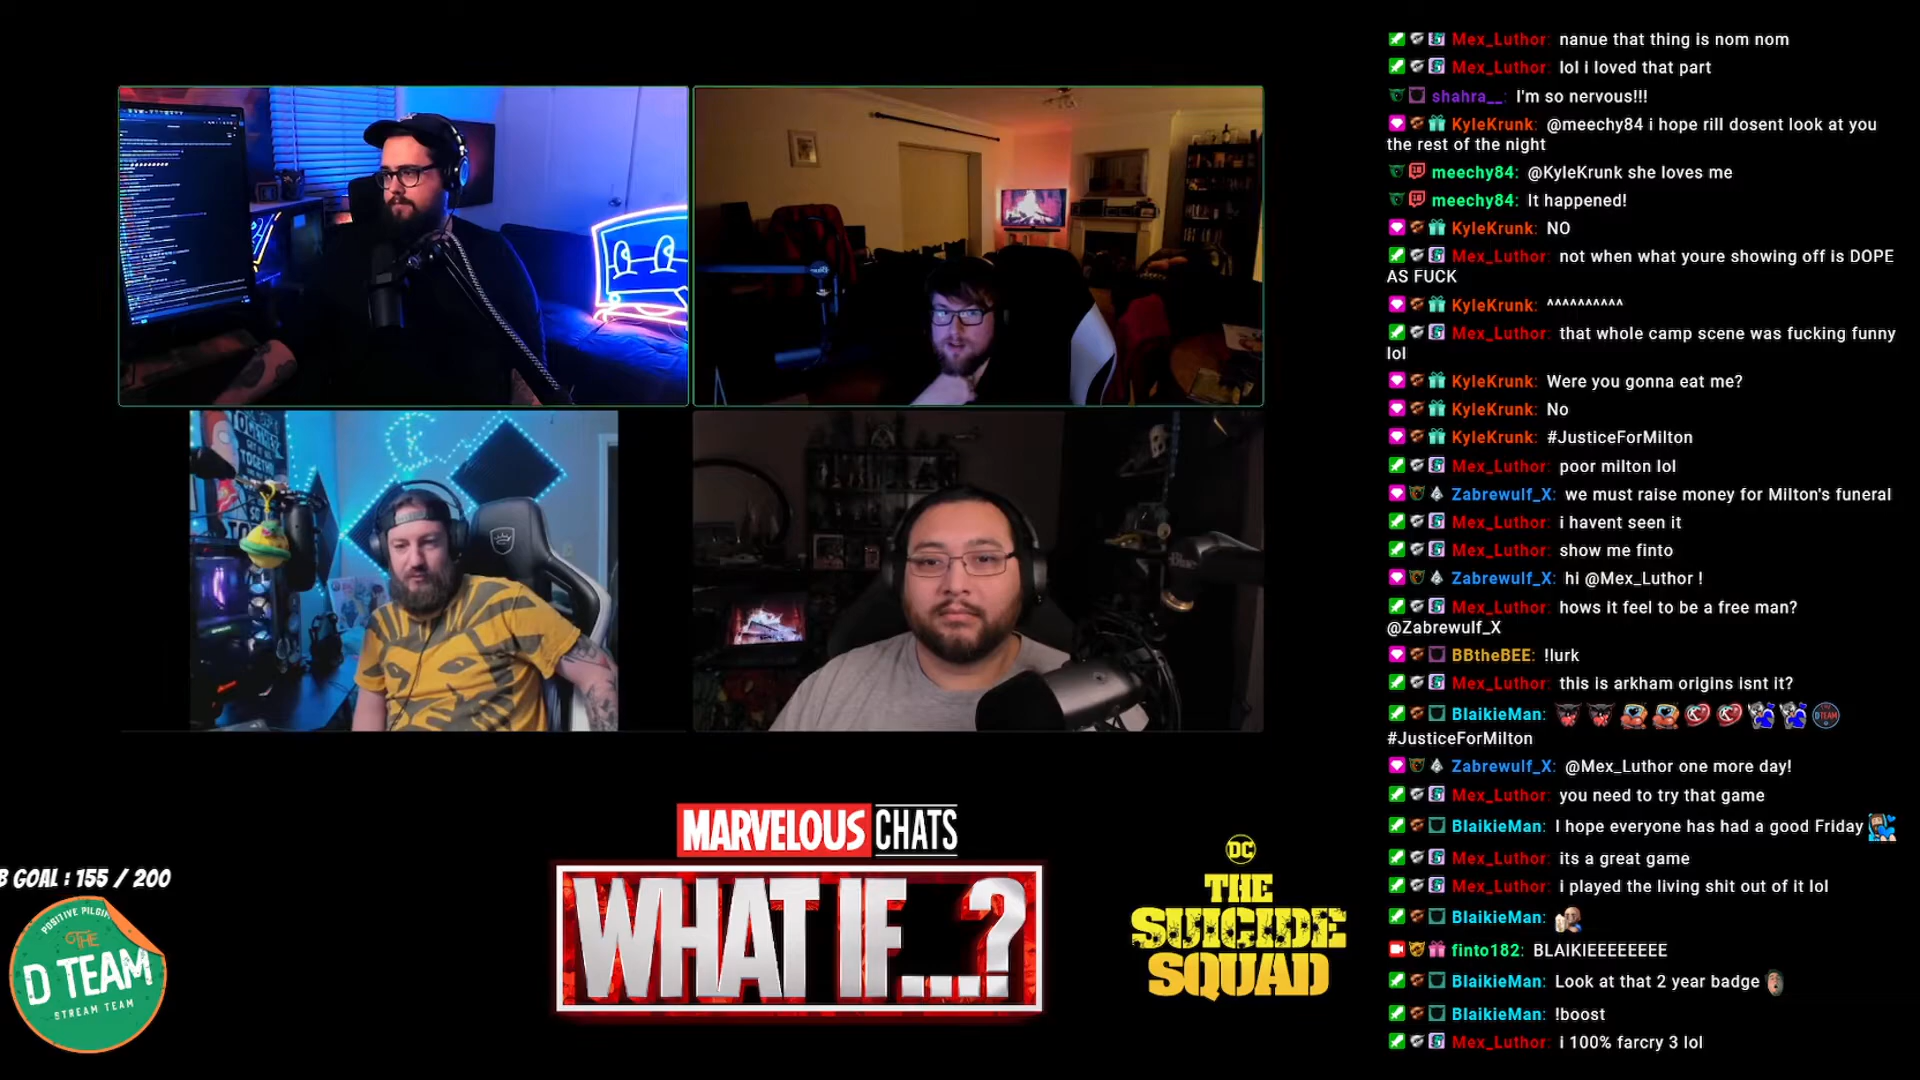 Mex_Luthor: nanue that thing is nom nom
Mex_Luthor: lol i loved that part
shahra__: I'm so nervous!!!
KyleKrunk: @meechy84 i hope rill dosent look at you
the rest of the night
meechy84: @KyleKrunk she loves me
meechy84: It happened!
KyleKrunk: NO
Mex_Luthor: not when what youre showing off is DOPE
AS FUCK
KyleKrunk: ^^^^^^^^^^
Mex_Luthor: that whole camp scene was fucking funny
lol
KyleKrunk: Were you gonna eat me?
KyleKrunk: No
KyleKrunk: #JusticeForMilton
Mex_Luthor: poor milton lol
Zabrewulf_X: we must raise money for Milton's funeral
Mex_Luthor: i havent seen it
Mex_Luthor: show me finto
Zabrewulf_X: hi @Mex_Luthor !
Mex_Luthor: hows it feel to be a free man?
@Zabrewulf_X
BBtheBEE: !lurk
Mex_Luthor: this is arkham origins isnt it?
BlaikieMan:
#JusticeForMilton
Zabrewulf_X: @Mex_Luthor one more day!
Mex_Luthor: you need to try that game
BlaikieMan: I hope everyone has had a good Friday
Mex_Luthor: its a great game
Mex_Luthor: i played the living shit out of it lol
BlaikieMan:
finto182: BLAIKIEEEEEEEE
BlaikieMan: Look at that 2 year badge
BlaikieMan: !boost
Mex_Luthor: i 100% farcry 3 lol
MARVELOUS CHATS
WHAT IF...?
DC
THE
SUICIDE
SQUAD
B GOAL : 155 / 200
THE
D TEAM
STREAM TEAM